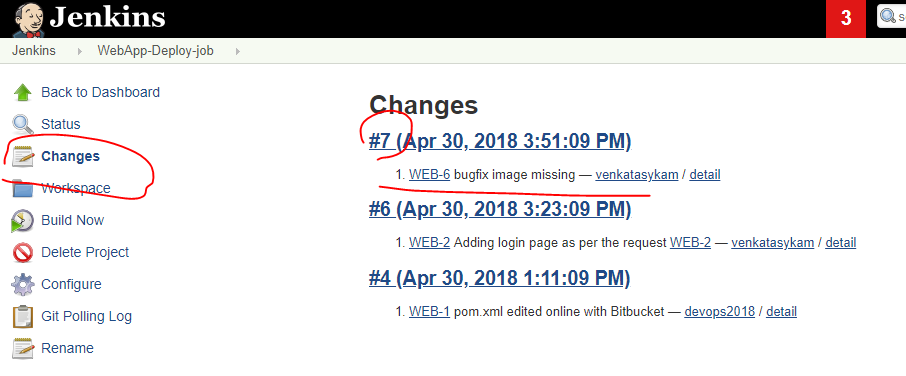 Jenkins
3
s
Jenkins WebApp-Deploy-job
Back to Dashboard
Status
Changes
Workspace
Build Now
Delete Project
Configure
Git Polling Log
Rename
Changes
#7 (Apr 30, 2018 3:51:09 PM)
1. WEB-6 bugfix image missing — venkatasykam / detail
#6 (Apr 30, 2018 3:23:09 PM)
1. WEB-2 Adding login page as per the request WEB-2 — venkatasykam / detail
#4 (Apr 30, 2018 1:11:09 PM)
1. WEB-1 pom.xml edited online with Bitbucket — devops2018 / detail